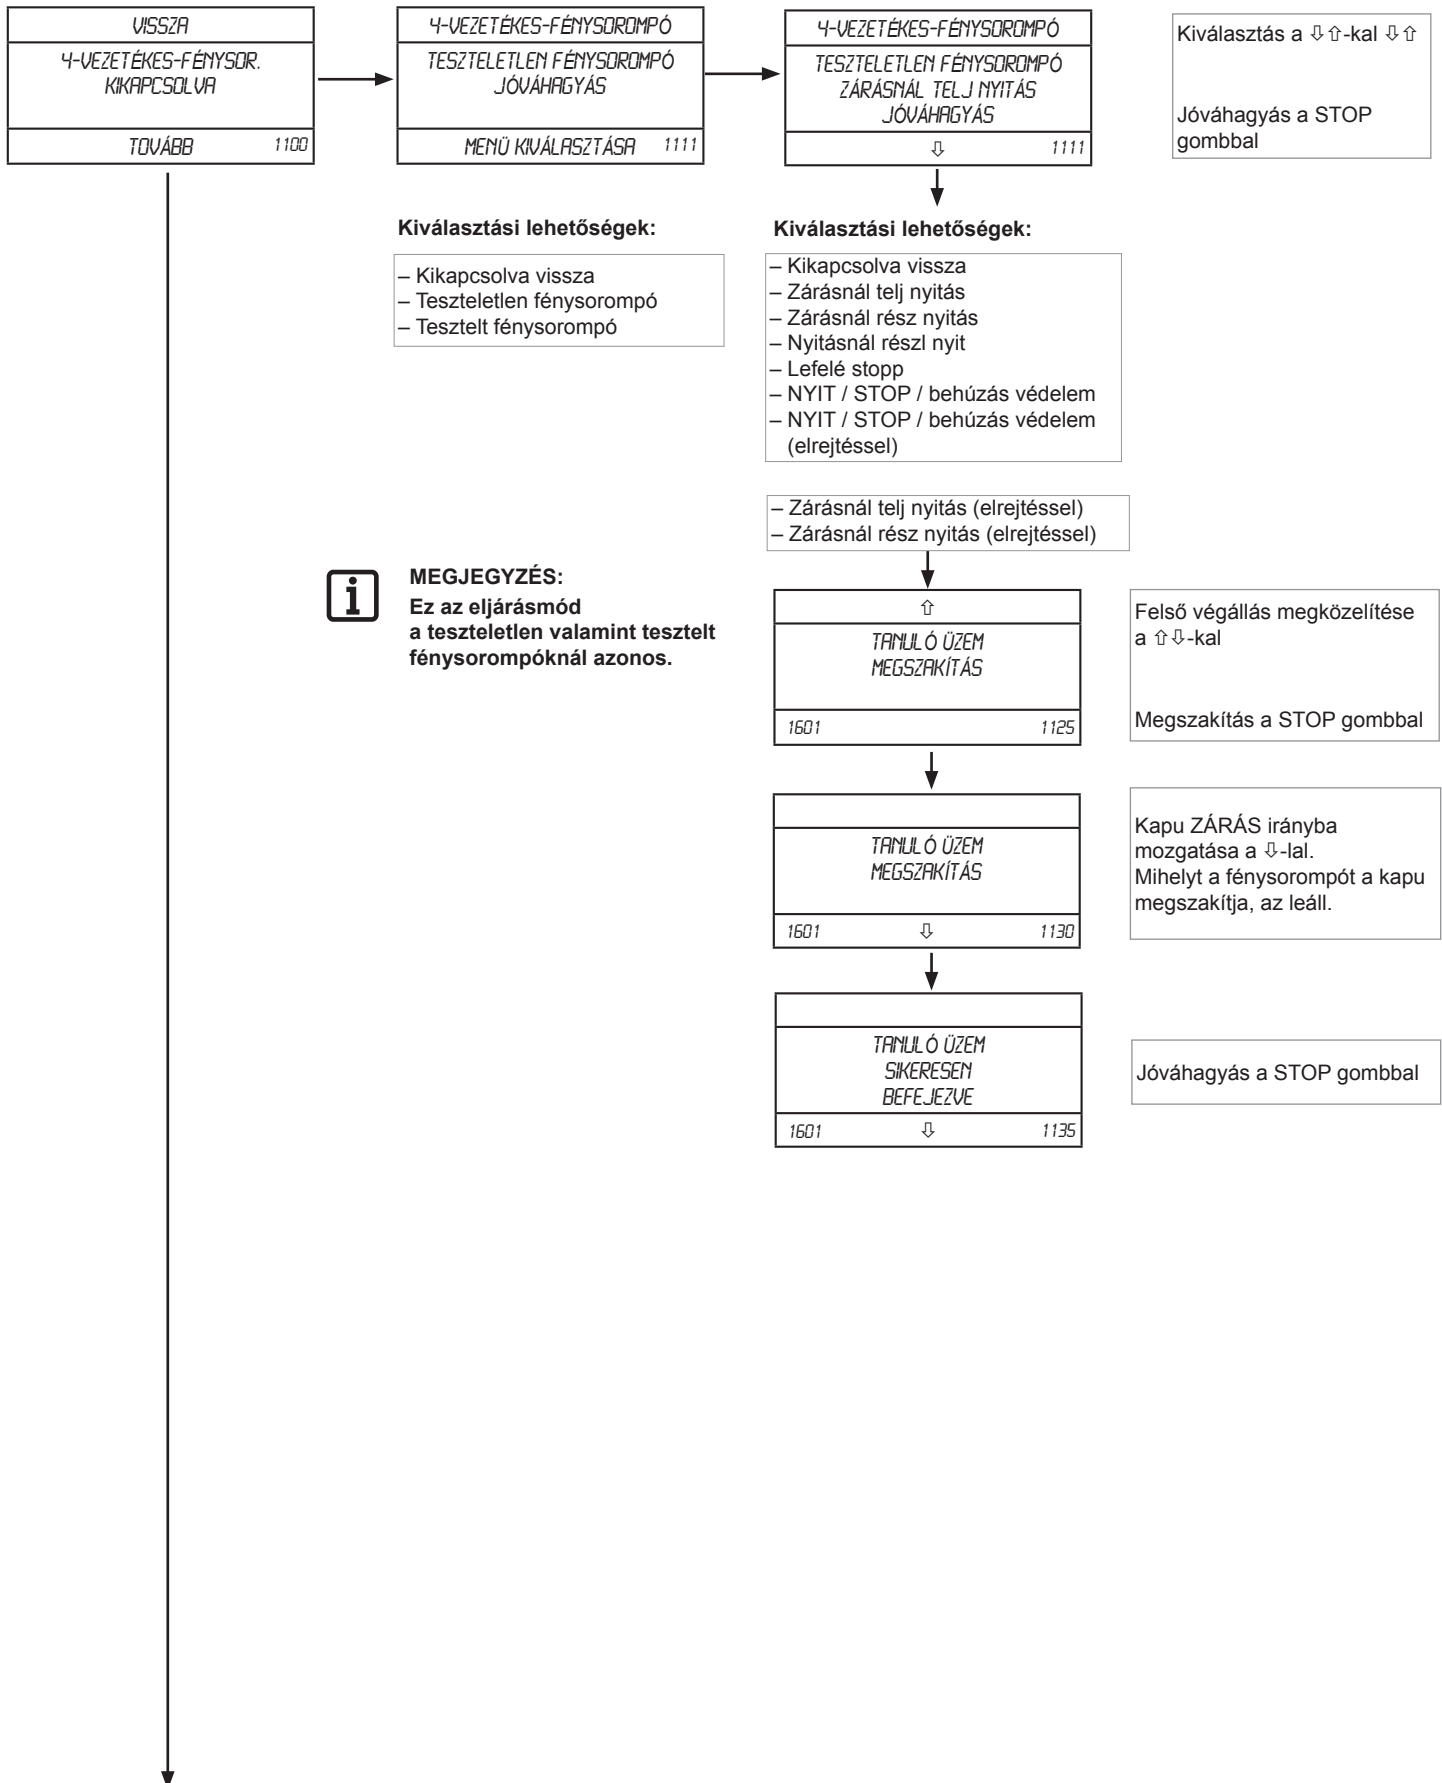 VISSZA
4-VEZETÉKES-FÉNYSOR.
KIKAPCSOLVA
TOVÁBB 1100
4-VEZETÉKES-FÉNYSOROMPÓ
TESZTELETLEN FÉNYSOROMPÓ
JÓVÁHAGYÁS
MENÜ KIVÁLASZTÁSA 1111
4-VEZETÉKES-FÉNYSOROMPÓ
TESZTELETLEN FÉNYSOROMPÓ
ZÁRÁSNÁL TELJ NYITÁS
JÓVÁHAGYÁS
⇩ 1111
Kiválasztás a ⇩⇧-kal ⇩⇧
Jóváhagyás a STOP
gombbal
Kiválasztási lehetőségek:
– Kikapcsolva vissza
– Teszteletlen fénysorompó
– Tesztelt fénysorompó
Kiválasztási lehetőségek:
– Kikapcsolva vissza
– Zárásnál telj nyitás
– Zárásnál rész nyitás
– Nyitásnál részl nyit
– Lefelé stopp
– NYIT / STOP / behúzás védelem
– NYIT / STOP / behúzás védelem
(elrejtéssel)
– Zárásnál telj nyitás (elrejtéssel)
– Zárásnál rész nyitás (elrejtéssel)
MEGJEGYZÉS:
Ez az eljárásmód
a teszteletlen valamint tesztelt
fénysorompóknál azonos.
⇧
TANULÓ ÜZEM
MEGSZAKÍTÁS
1601 1125
Felső végállás megközelítése
a ⇧⇩-kal
Megszakítás a STOP gombbal
TANULÓ ÜZEM
MEGSZAKÍTÁS
1601 ⇩ 1130
Kapu ZÁRÁS irányba
mozgatása a ⇩-lal.
Mihelyt a fénysorompót a kapu
megszakítja, az leáll.
TANULÓ ÜZEM
SIKERESEN
BEFEJEZVE
1601 ⇩ 1135
Jóváhagyás a STOP gombbal